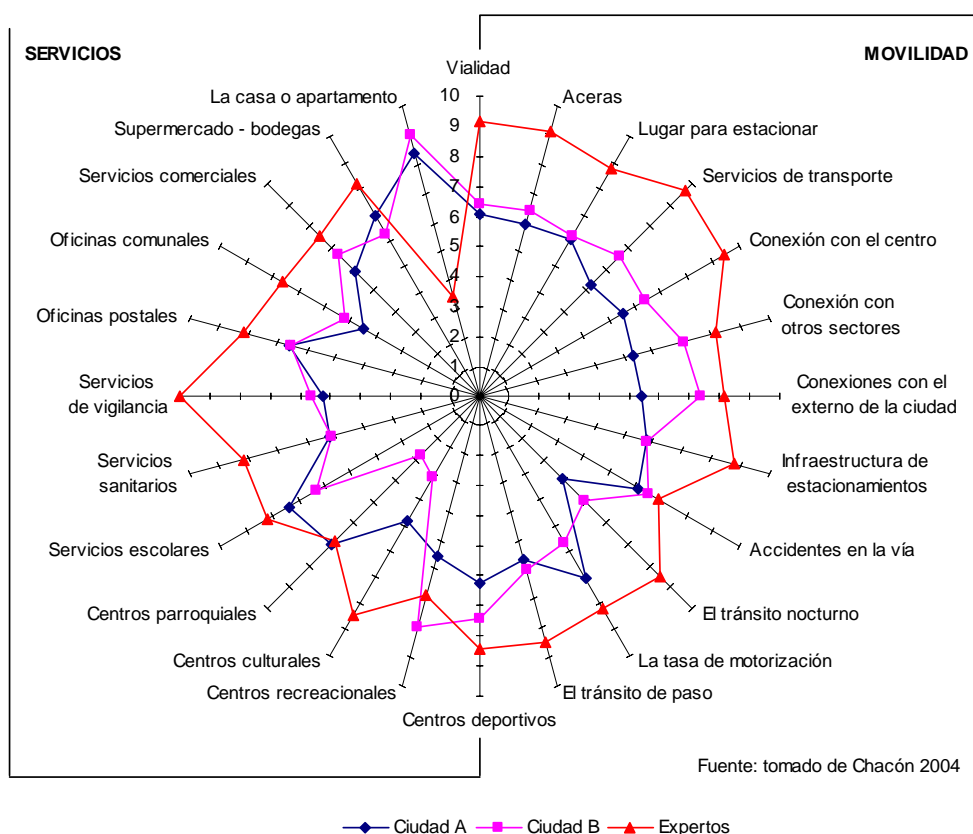 SERVICIOS
MOVILIDAD
Vialidad
La casa o apartamento
Aceras
Supermercado - bodegas
Lugar para estacionar
Servicios comerciales
Servicios de transporte
Oficinas comunales
Conexión con el centro
Oficinas postales
Conexión con
otros sectores
Servicios
de vigilancia
Conexiones con el
externo de la ciudad
Servicios
sanitarios
Infraestructura de
estacionamientos
Servicios escolares
Accidentes en la vía
Centros parroquiales
El tránsito nocturno
Centros culturales
La tasa de motorización
Centros recreacionales
El tránsito de paso
Centros deportivos
10
9
8
7
6
5
4
3
2
1
0
Fuente: tomado de Chacón 2004
Ciudad A
Ciudad B
Expertos